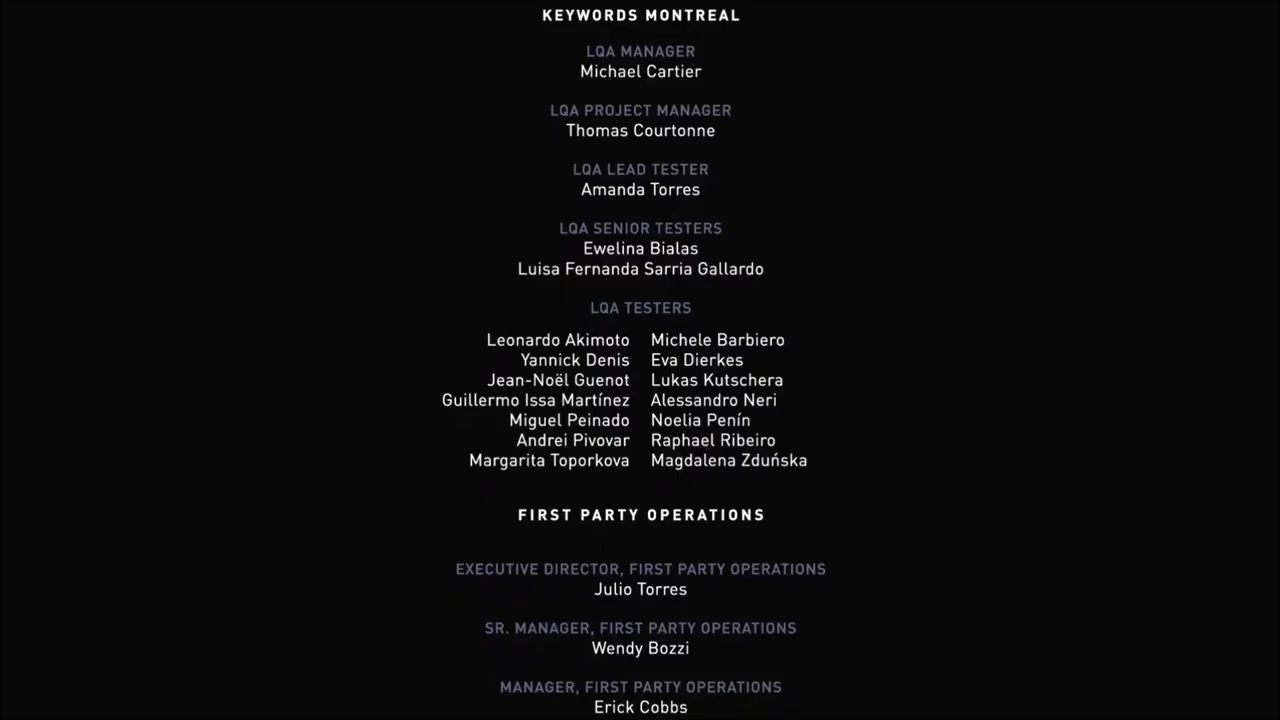 KEYWORDS MONTREAL
LQA MANAGER
Michael Cartier
LQA PROJECT MANAGER
Thomas Courtonne
LQA LEAD TESTER
Amanda Torres
LQA SENIOR TESTERS
Ewelina Bialas
Luisa Fernanda Sarria Gallardo
LQA TESTERS
Leonardo Akimoto Michele Barbiero
Yannick Denis Eva Dierkes
Jean-Noël Guenot Lukas Kutschera
Guillermo Issa Martínez Alessandro Neri
Miguel Peinado Noelia Penín
Andrei Pivovar Raphael Ribeiro
Margarita Toporkova Magdalena Zduńska
FIRST PARTY OPERATIONS
EXECUTIVE DIRECTOR, FIRST PARTY OPERATIONS
Julio Torres
SR. MANAGER, FIRST PARTY OPERATIONS
Wendy Bozzi
MANAGER, FIRST PARTY OPERATIONS
Erick Cobbs